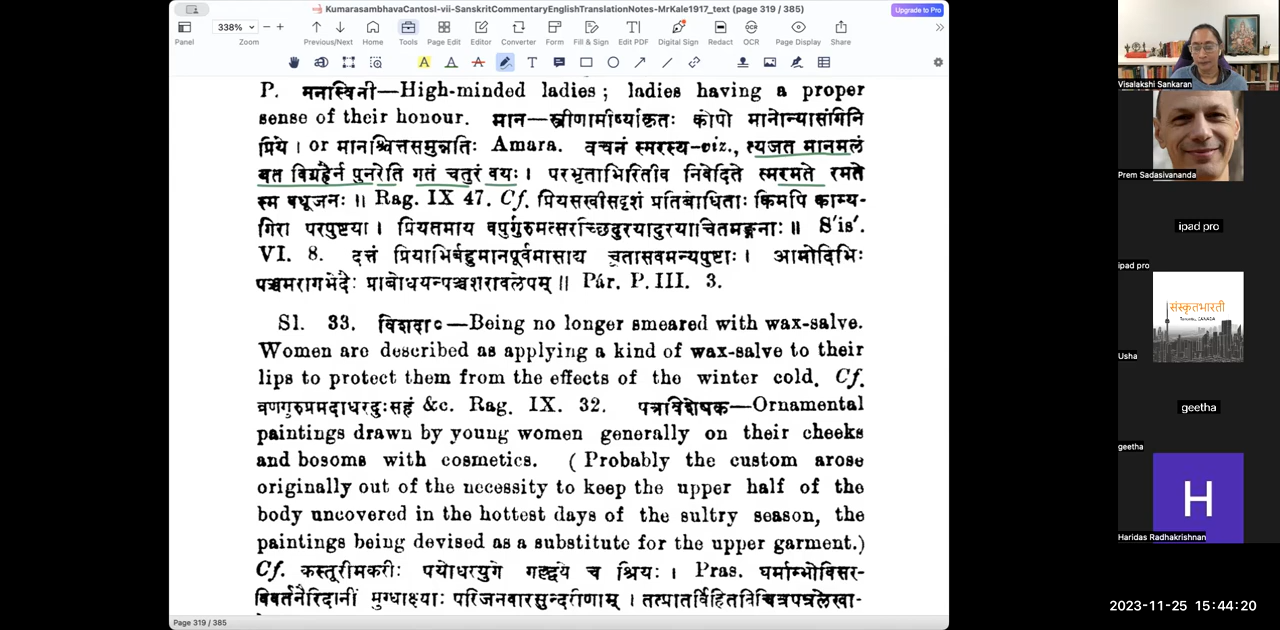 KumarasambhavaCantosI-vii-SanskritCommentaryEnglishTranslationNotes-MrKale1917_text (page 319 / 385)
Upgrade to Pro
338%
Panel Zoom Previous/Next Home Tools Page Edit Editor Converter Form Fill & Sign Edit PDF Digital Sign Redact OCR Page Display Share
P. मनस्विनी—High-minded ladies; ladies having a proper
sense of their honour. मान—स्त्रीणामीर्ष्याकृतः कोपो मानोन्यासंगिनि
प्रिये । or मानश्चित्तसमुन्नतिः Amara. वचनं स्मरस्य—viz., त्यजत मानमलं
बत विग्रहैर्न पुनरेति गतं चतुरं वयः । परभृताभिरितीव निवेदिते स्मरमते रमते
स्म वधूजनः ॥ Rag. IX 47. Cf. प्रियसखीसदृशं प्रतिबोधिताः किमपि काम्य-
गिरा परपुष्टया । प्रियतमाय वपुर्गुरुमत्सरच्छिदुरयादुरयाचितमङ्गनाः ॥ S'is'.
VI. 8. दत्तं प्रियाभिर्बहुमानपूर्वमासाद्य चूतासवमन्यपुष्टाः । आमोदिभिः
पञ्चमरागभेदैः प्राबोधयन्पञ्चशरावलेपम् ॥ Pár. P. III. 3.
Sl. 33. विशदा०—Being no longer smeared with wax-salve.
Women are described as applying a kind of wax-salve to their
lips to protect them from the effects of the winter cold. Cf.
व्रणगुरुप्रमदाधरदुःसहं &c. Rag. IX. 32. पत्रविशेषक—Ornamental
paintings drawn by young women generally on their cheeks
and bosoms with cosmetics. ( Probably the custom arose
originally out of the necessity to keep the upper half of the
body uncovered in the hottest days of the sultry season, the
paintings being devised as a substitute for the upper garment.)
Cf. कस्तूरीमकरीः पयोधरयुगे गण्डद्वये च श्रियः । Pras. घर्माम्भोविसर-
विवर्तनैरिदानीं मुग्धाक्ष्याः परिजनवारसुन्दरीणाम् । तत्प्रातर्विहितविचित्रपत्रलेखा-
Page 319 / 385
Visalakshi Sankaran
Prem Sadasivananda
ipad pro
ipad pro
संस्कृतभारती
Usha
geetha
geetha
H
Haridas Radhakrishnan
2023-11-25 15:44:20